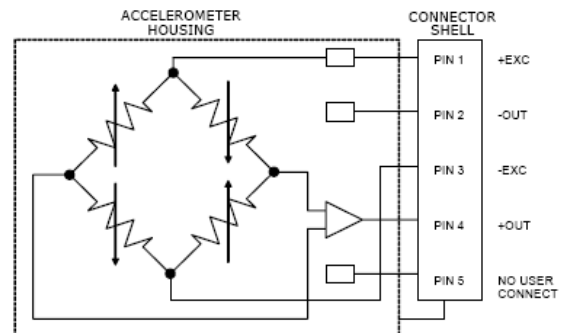 ACCELEROMETER
HOUSING
CONNECTOR
SHELL
PIN 1 +EXC
PIN 2 -OUT
PIN 3 -EXC
PIN 4 +OUT
PIN 5 NO USER
CONNECT